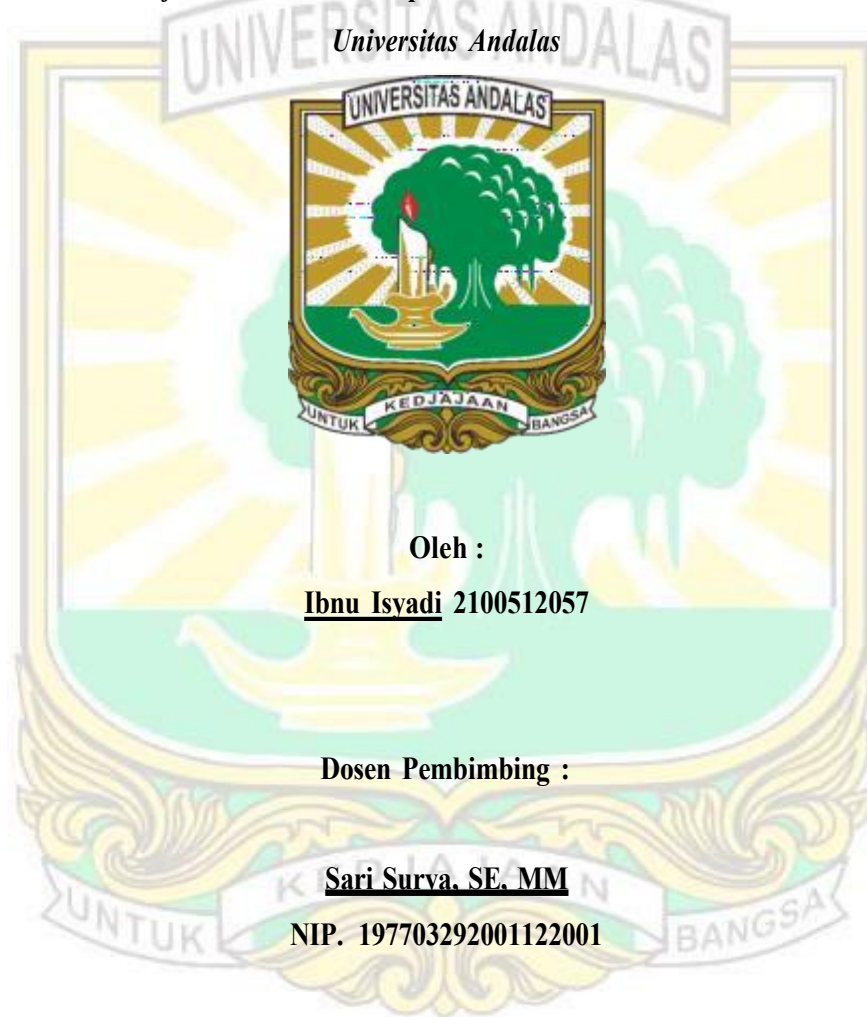 UNIVERSITAS ANDALAS
Universitas Andalas
UNIVERSITAS ANDALAS
UNTUK KEDJAJAAN BANGSA
Oleh :
Ibnu Isyadi 2100512057
Dosen Pembimbing :
Sari Surya, SE, MM
NIP. 197703292001122001
UNTUK KEDJAJAAN BANGSA